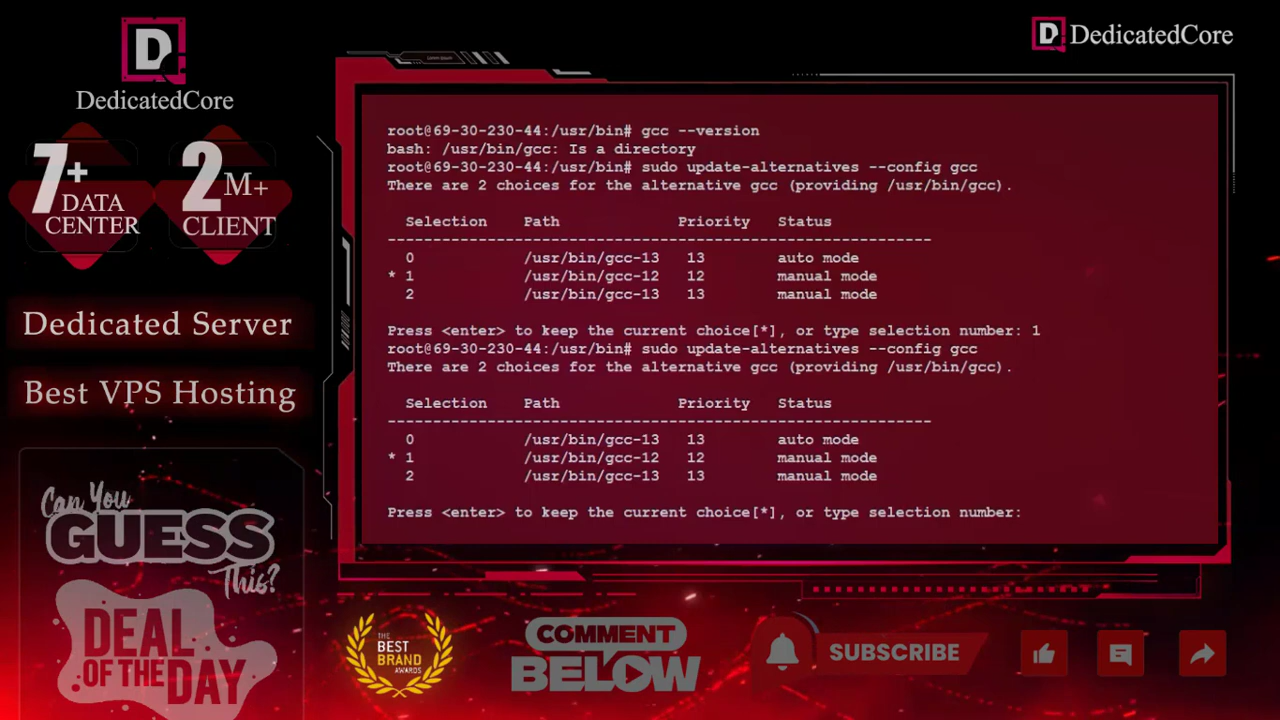 D
DedicatedCore
D DedicatedCore
7+
DATA
CENTER
2
M+
CLIENT
Dedicated Server
Best VPS Hosting
Can You
GUESS
This?
DEAL
OF THE
DAY
root@69-30-230-44:/usr/bin# gcc --version
bash: /usr/bin/gcc: Is a directory
root@69-30-230-44:/usr/bin# sudo update-alternatives --config gcc
There are 2 choices for the alternative gcc (providing /usr/bin/gcc).
Selection Path Priority Status
------------------------------------------------------------
0 /usr/bin/gcc-13 13 auto mode
* 1 /usr/bin/gcc-12 12 manual mode
2 /usr/bin/gcc-13 13 manual mode
Press <enter> to keep the current choice[*], or type selection number: 1
root@69-30-230-44:/usr/bin# sudo update-alternatives --config gcc
There are 2 choices for the alternative gcc (providing /usr/bin/gcc).
Selection Path Priority Status
------------------------------------------------------------
0 /usr/bin/gcc-13 13 auto mode
* 1 /usr/bin/gcc-12 12 manual mode
2 /usr/bin/gcc-13 13 manual mode
Press <enter> to keep the current choice[*], or type selection number:
THE
BEST
BRAND
AWARDS
COMMENT
BELOW
SUBSCRIBE